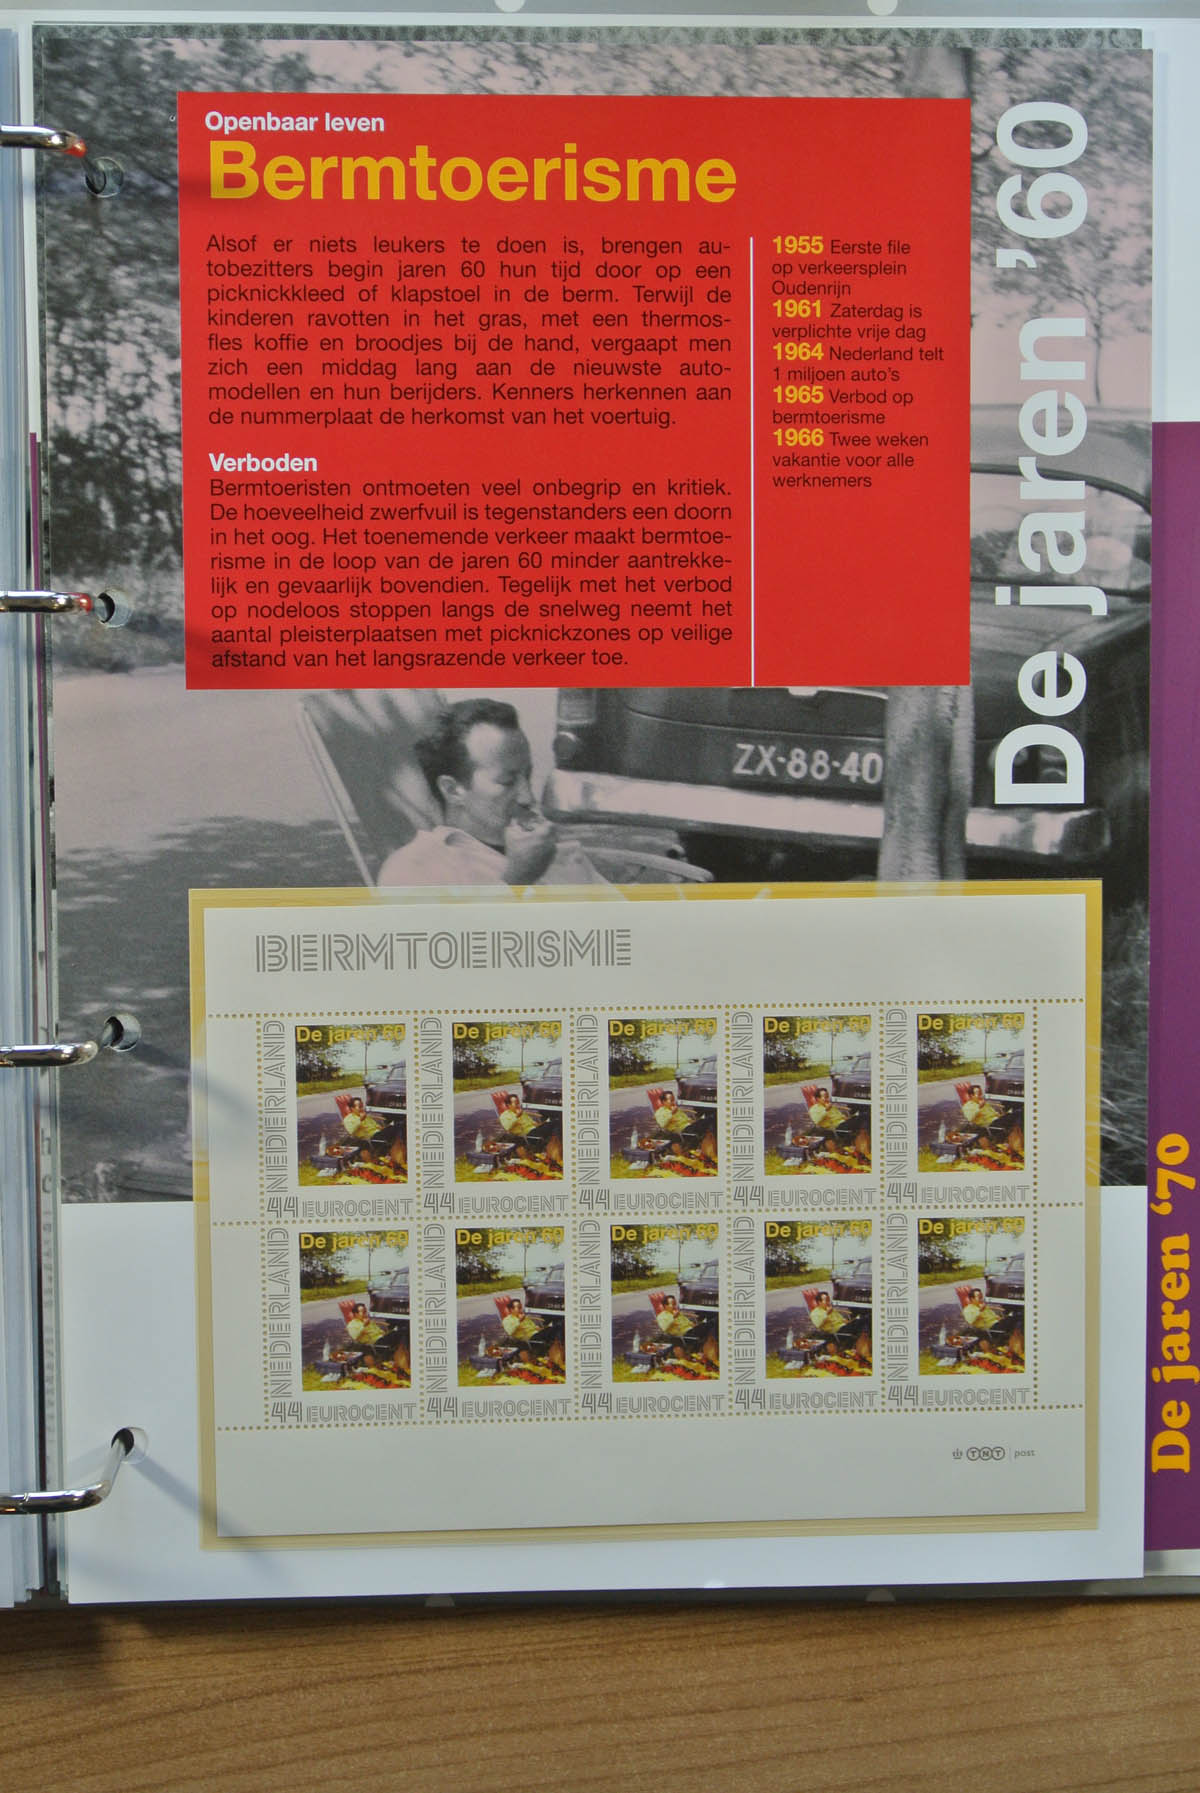 Openbaar leven
Bermtoerisme
Alsof er niets leukers te doen is, brengen au-
tobezitters begin jaren 60 hun tijd door op een
picknickkleed of klapstoel in de berm. Terwijl de
kinderen ravotten in het gras, met een thermos-
fles koffie en broodjes bij de hand, vergaapt men
zich een middag lang aan de nieuwste auto-
modellen en hun berijders. Kenners herkennen aan
de nummerplaat de herkomst van het voertuig.
Verboden
Bermtoeristen ontmoeten veel onbegrip en kritiek.
De hoeveelheid zwerfvuil is tegenstanders een doorn
in het oog. Het toenemende verkeer maakt bermtoe-
risme in de loop van de jaren 60 minder aantrekke-
lijk en gevaarlijk bovendien. Tegelijk met het verbod
op nodeloos stoppen langs de snelweg neemt het
aantal pleisterplaatsen met picknickzones op veilige
afstand van het langsrazende verkeer toe.
1955 Eerste file
op verkeersplein
Oudenrijn
1961 Zaterdag is
verplichte vrije dag
1964 Nederland telt
1 miljoen auto's
1965 Verbod op
bermtoerisme
1966 Twee weken
vakantie voor alle
werknemers
De jaren '60
ZX-88-40
BERMTOERISME
De jaren 60
NEDERLAND
44 EUROCENT
De jaren 60
NEDERLAND
44 EUROCENT
De jaren 60
NEDERLAND
44 EUROCENT
De jaren 60
NEDERLAND
44 EUROCENT
De jaren 60
NEDERLAND
44 EUROCENT
De jaren 60
NEDERLAND
44 EUROCENT
De jaren 60
NEDERLAND
44 EUROCENT
De jaren 60
NEDERLAND
44 EUROCENT
De jaren 60
NEDERLAND
44 EUROCENT
De jaren 60
NEDERLAND
44 EUROCENT
TNT post
De jaren '70